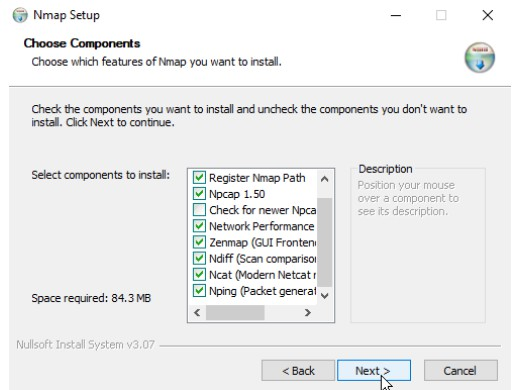 Nmap Setup
Choose Components
Choose which features of Nmap you want to install.
Check the components you want to install and uncheck the components you don't want to
install. Click Next to continue.
Select components to install:
Register Nmap Path
Npcap 1.50
Check for newer Npca
Network Performance
Zenmap (GUI Fronten
Ndiff (Scan comparison
Ncat (Modern Netcat r
Nping (Packet generat
Description
Position your mouse
over a component to
see its description.
Space required: 84.3 MB
Nullsoft Install System v3.07
< Back
Next >
Cancel